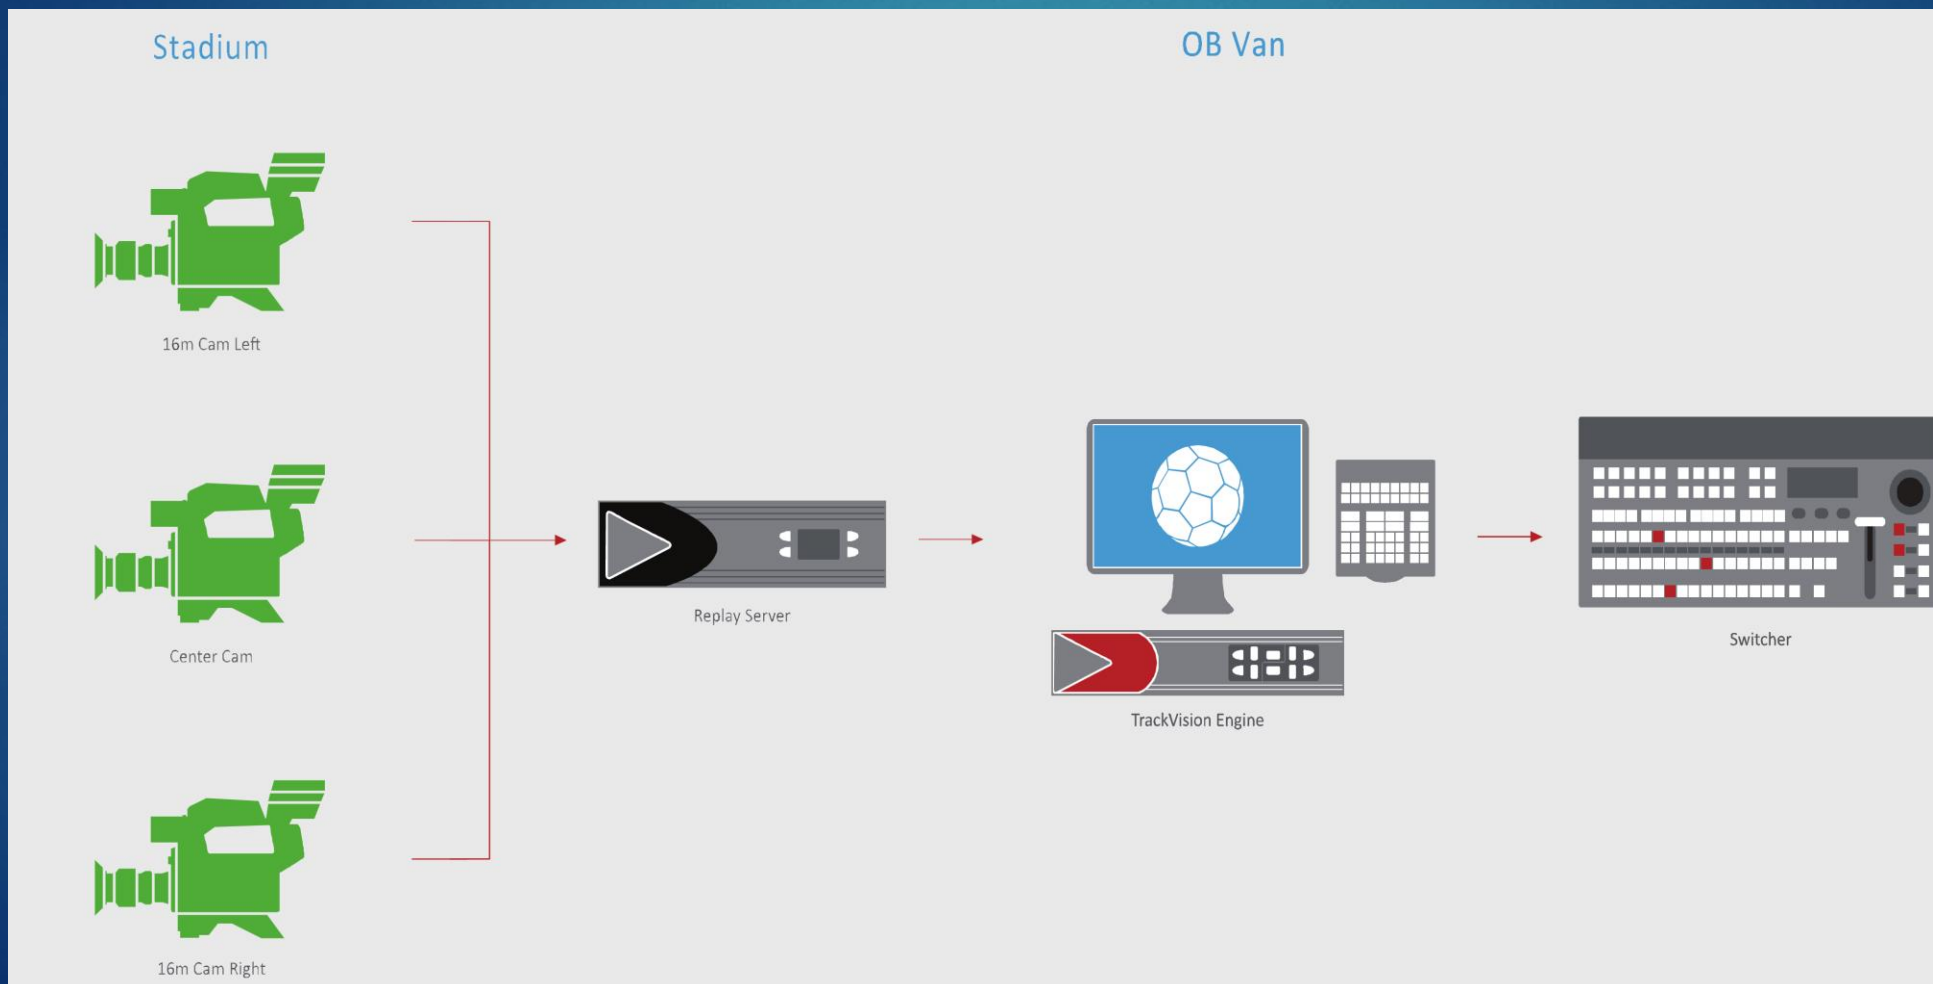 Stadium
OB Van
16m Cam Left
Center Cam
16m Cam Right
Replay Server
TrackVision Engine
Switcher